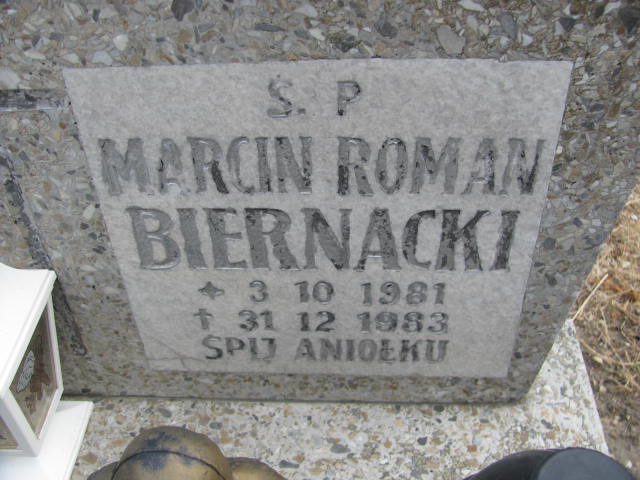 Ś. P
MARCIN ROMAN
BIERNACKI
* 3 10 1981
† 31 12 1983
ŚPIJ ANIOŁKU